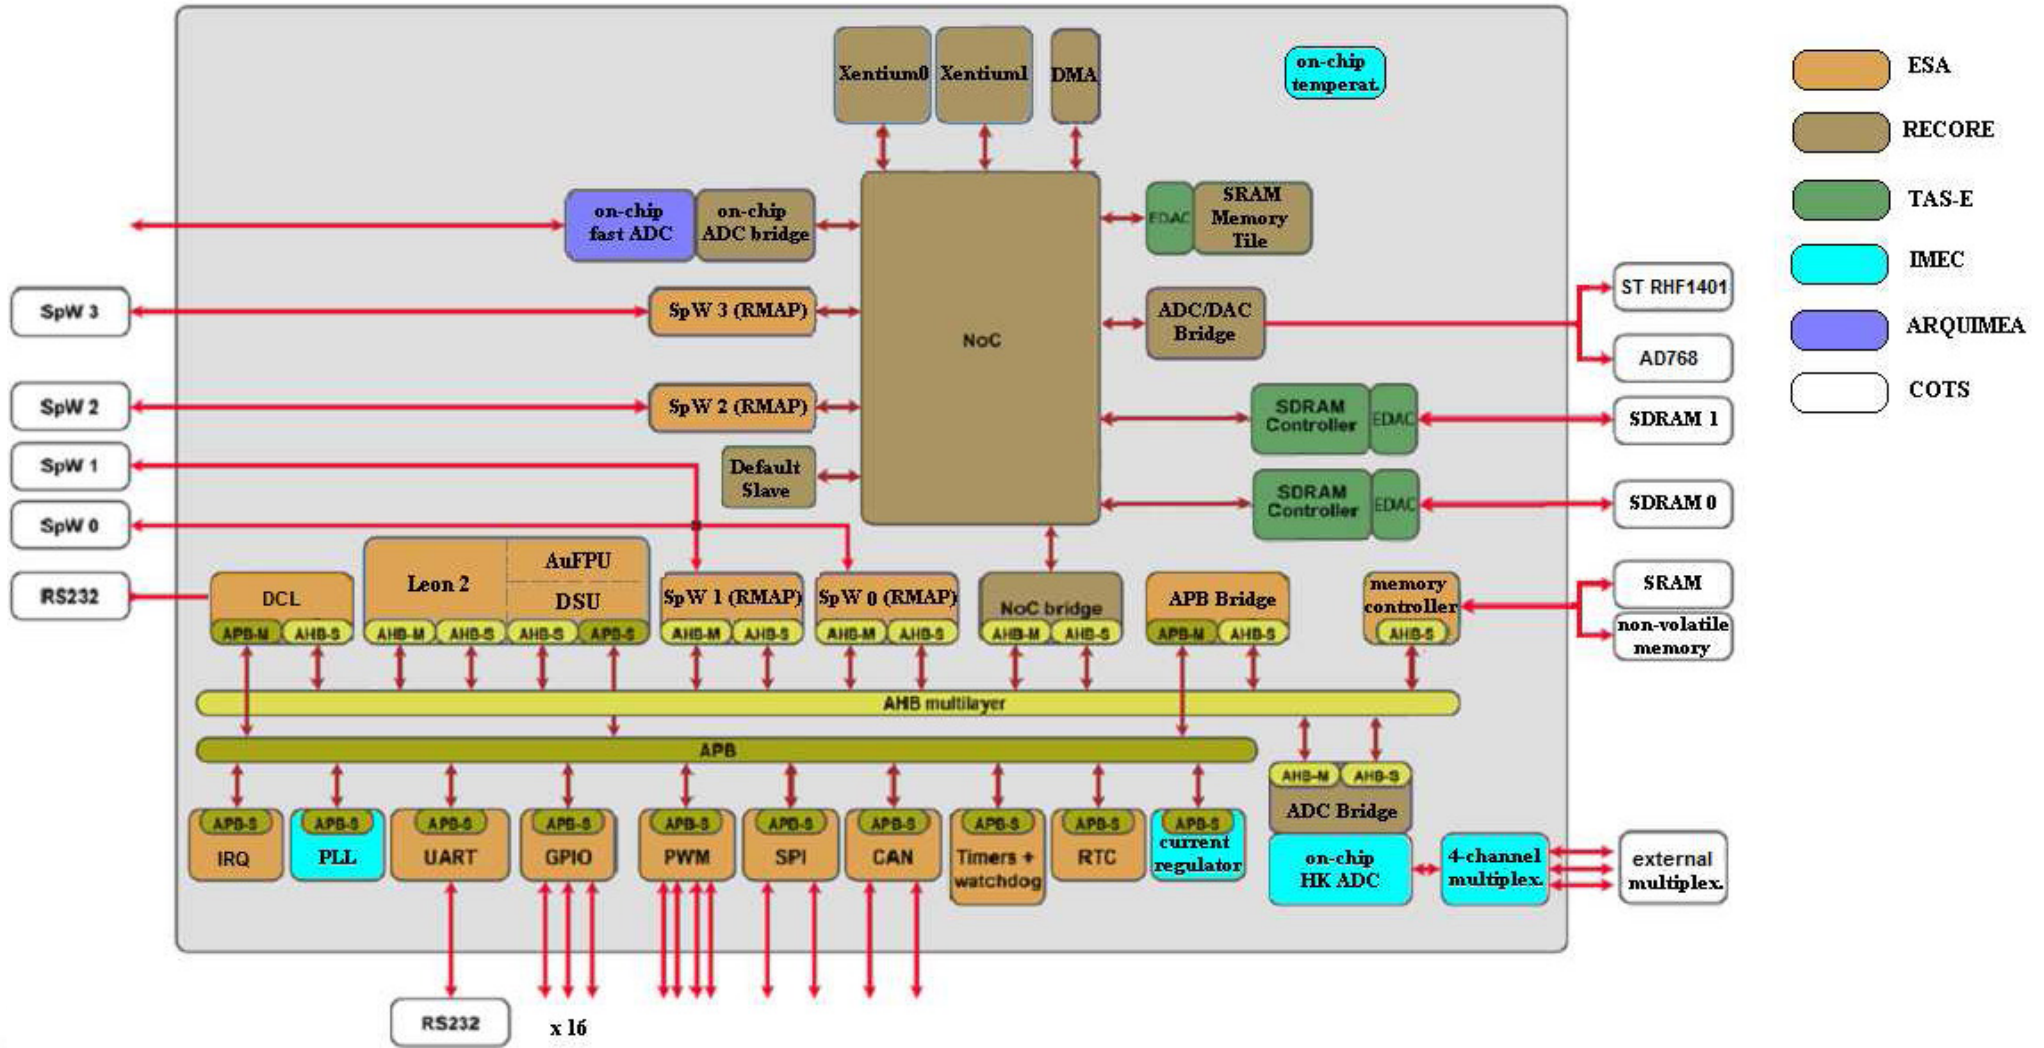 Xentium0
Xentium1
DMA
on-chip
temperat.
ESA
RECORE
TAS-E
IMEC
ARQUIMEA
COTS
on-chip
fast ADC
on-chip
ADC bridge
NoC
EDAC
SRAM
Memory
Tile
SpW 3
SpW 3 (RMAP)
ADC/DAC
Bridge
ST RHF1401
AD768
SpW 2
SpW 2 (RMAP)
SDRAM
Controller
EDAC
SDRAM 1
SpW 1
Default
Slave
SpW 0
SDRAM
Controller
EDAC
SDRAM 0
RS232
DCL
APB-M
AHB-S
Leon 2
AuFPU
DSU
AHB-M
AHB-S
AHB-S
APB-S
SpW 1 (RMAP)
AHB-M
AHB-S
SpW 0 (RMAP)
AHB-M
AHB-S
NoC bridge
AHB-M
AHB-S
APB Bridge
APB-M
AHB-S
memory
controller
AHB-S
SRAM
non-volatile
memory
AHB multilayer
APB
APB-S
IRQ
APB-S
PLL
APB-S
UART
APB-S
GPIO
APB-S
PWM
APB-S
SPI
APB-S
CAN
APB-S
Timers +
watchdog
APB-S
RTC
APB-S
current
regulator
AHB-M
AHB-S
ADC Bridge
on-chip
HK ADC
4-channel
multiplex.
external
multiplex.
RS232
x 16